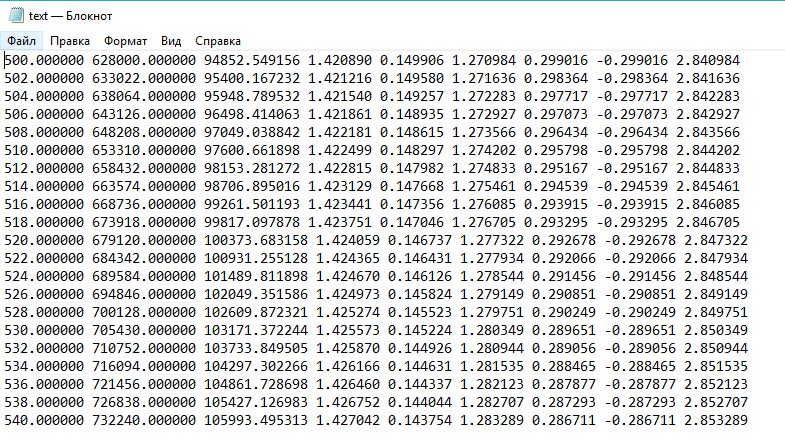 text — Блокнот
Файл Правка Формат Вид Справка
500.000000 628000.000000 94852.549156 1.420890 0.149906 1.270984 0.299016 -0.299016 2.840984
502.000000 633022.000000 95400.167232 1.421216 0.149580 1.271636 0.298364 -0.298364 2.841636
504.000000 638064.000000 95948.789532 1.421540 0.149257 1.272283 0.297717 -0.297717 2.842283
506.000000 643126.000000 96498.414063 1.421861 0.148935 1.272927 0.297073 -0.297073 2.842927
508.000000 648208.000000 97049.038842 1.422181 0.148615 1.273566 0.296434 -0.296434 2.843566
510.000000 653310.000000 97600.661898 1.422499 0.148297 1.274202 0.295798 -0.295798 2.844202
512.000000 658432.000000 98153.281272 1.422815 0.147982 1.274833 0.295167 -0.295167 2.844833
514.000000 663574.000000 98706.895016 1.423129 0.147668 1.275461 0.294539 -0.294539 2.845461
516.000000 668736.000000 99261.501193 1.423441 0.147356 1.276085 0.293915 -0.293915 2.846085
518.000000 673918.000000 99817.097878 1.423751 0.147046 1.276705 0.293295 -0.293295 2.846705
520.000000 679120.000000 100373.683158 1.424059 0.146737 1.277322 0.292678 -0.292678 2.847322
522.000000 684342.000000 100931.255128 1.424365 0.146431 1.277934 0.292066 -0.292066 2.847934
524.000000 689584.000000 101489.811898 1.424670 0.146126 1.278544 0.291456 -0.291456 2.848544
526.000000 694846.000000 102049.351586 1.424973 0.145824 1.279149 0.290851 -0.290851 2.849149
528.000000 700128.000000 102609.872321 1.425274 0.145523 1.279751 0.290249 -0.290249 2.849751
530.000000 705430.000000 103171.372244 1.425573 0.145224 1.280349 0.289651 -0.289651 2.850349
532.000000 710752.000000 103733.849505 1.425870 0.144926 1.280944 0.289056 -0.289056 2.850944
534.000000 716094.000000 104297.302266 1.426166 0.144631 1.281535 0.288465 -0.288465 2.851535
536.000000 721456.000000 104861.728698 1.426460 0.144337 1.282123 0.287877 -0.287877 2.852123
538.000000 726838.000000 105427.126983 1.426752 0.144044 1.282707 0.287293 -0.287293 2.852707
540.000000 732240.000000 105993.495313 1.427042 0.143754 1.283289 0.286711 -0.286711 2.853289